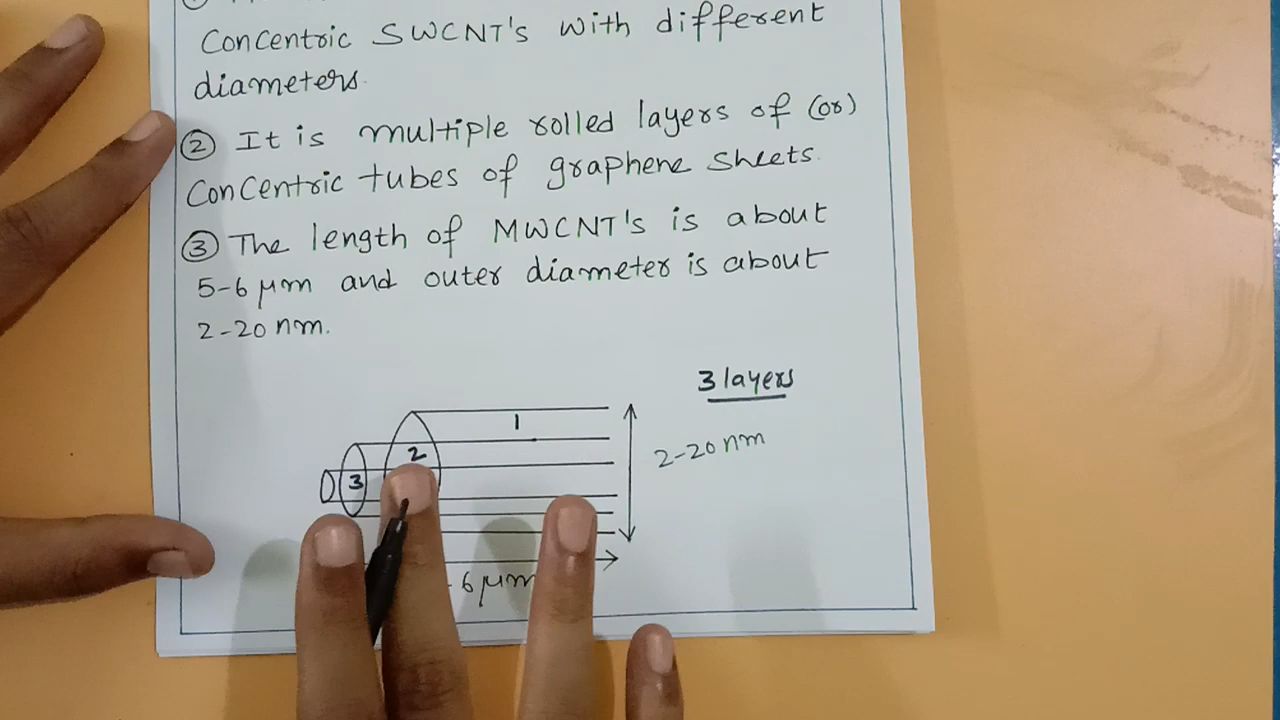 Concentric SWCNT's with different
diameters.
② It is multiple rolled layers of (or)
Concentric tubes of graphene sheets.
③ The length of MWCNT's is about
5-6 μm and outer diameter is about
2-20 nm.
3 layers
1
2
3
2-20 nm
6 μm